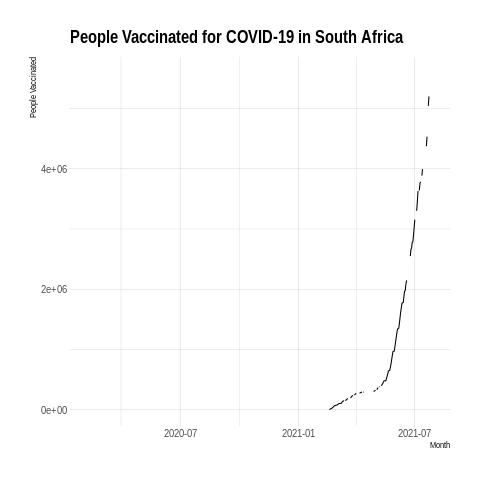 People Vaccinated for COVID-19 in South Africa
People Vaccinated
4e+06
2e+06
0e+00
2020-07
2021-01
2021-07
Month